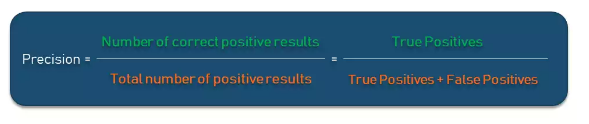 Number of correct positive results True Positives
Precision = =
Total number of positive results True Positives + False Positives